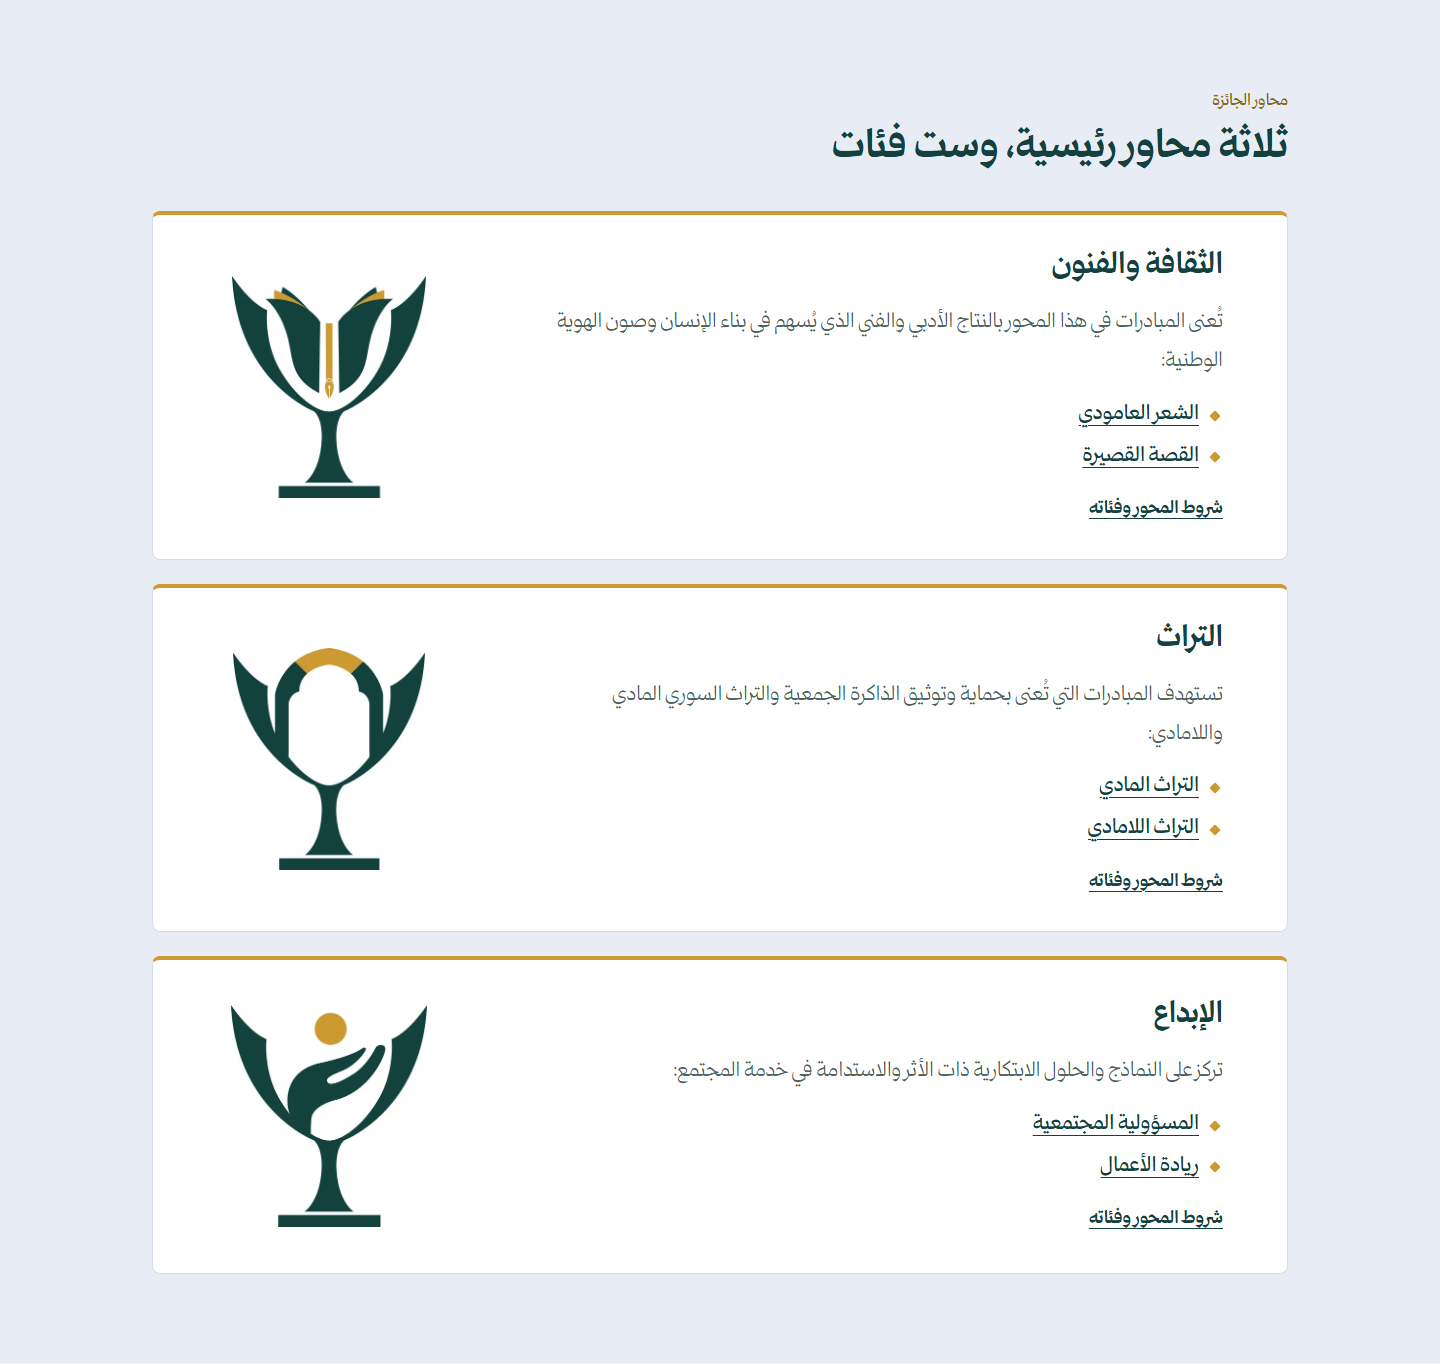 محاور الجائزة
ثلاثة محاور رئيسية، وست فئات
الثقافة والفنون
تُعنى المبادرات في هذا المحور بالنتاج الأدبي والفني الذي يُسهم في بناء الإنسان وصون الهوية
الوطنية:
الشعر العامودي
القصة القصيرة
شروط المحور وفئاته
التراث
تستهدف المبادرات التي تُعنى بحماية وتوثيق الذاكرة الجمعية والتراث السوري المادي
واللامادي:
التراث المادي
التراث اللامادي
شروط المحور وفئاته
الإبداع
تركز على النماذج والحلول الابتكارية ذات الأثر والاستدامة في خدمة المجتمع:
المسؤولية المجتمعية
ريادة الأعمال
شروط المحور وفئاته